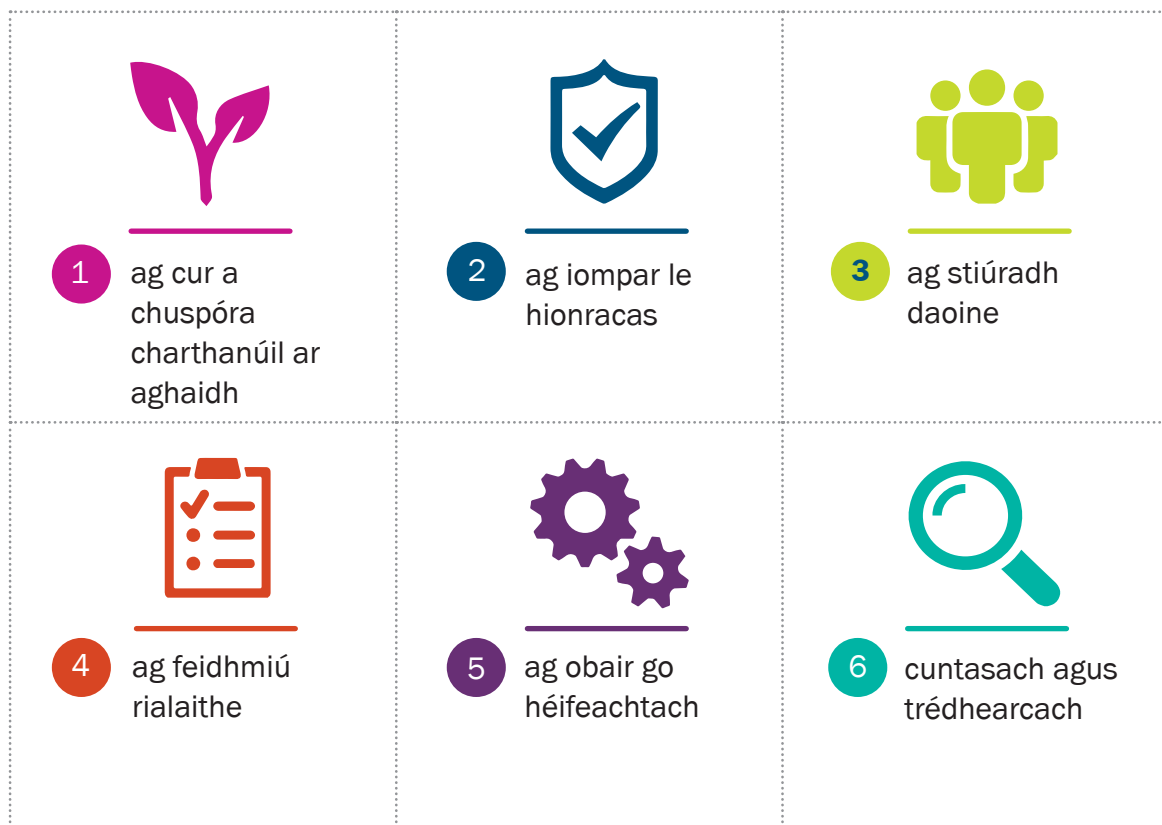 1
ag cur a
chuspóra
charthanúil ar
aghaidh
2
ag iompar le
hionracas
3
ag stiúradh
daoine
4
ag feidhmiú
rialaithe
5
ag obair go
héifeachtach
6
cuntasach agus
trédhearcach